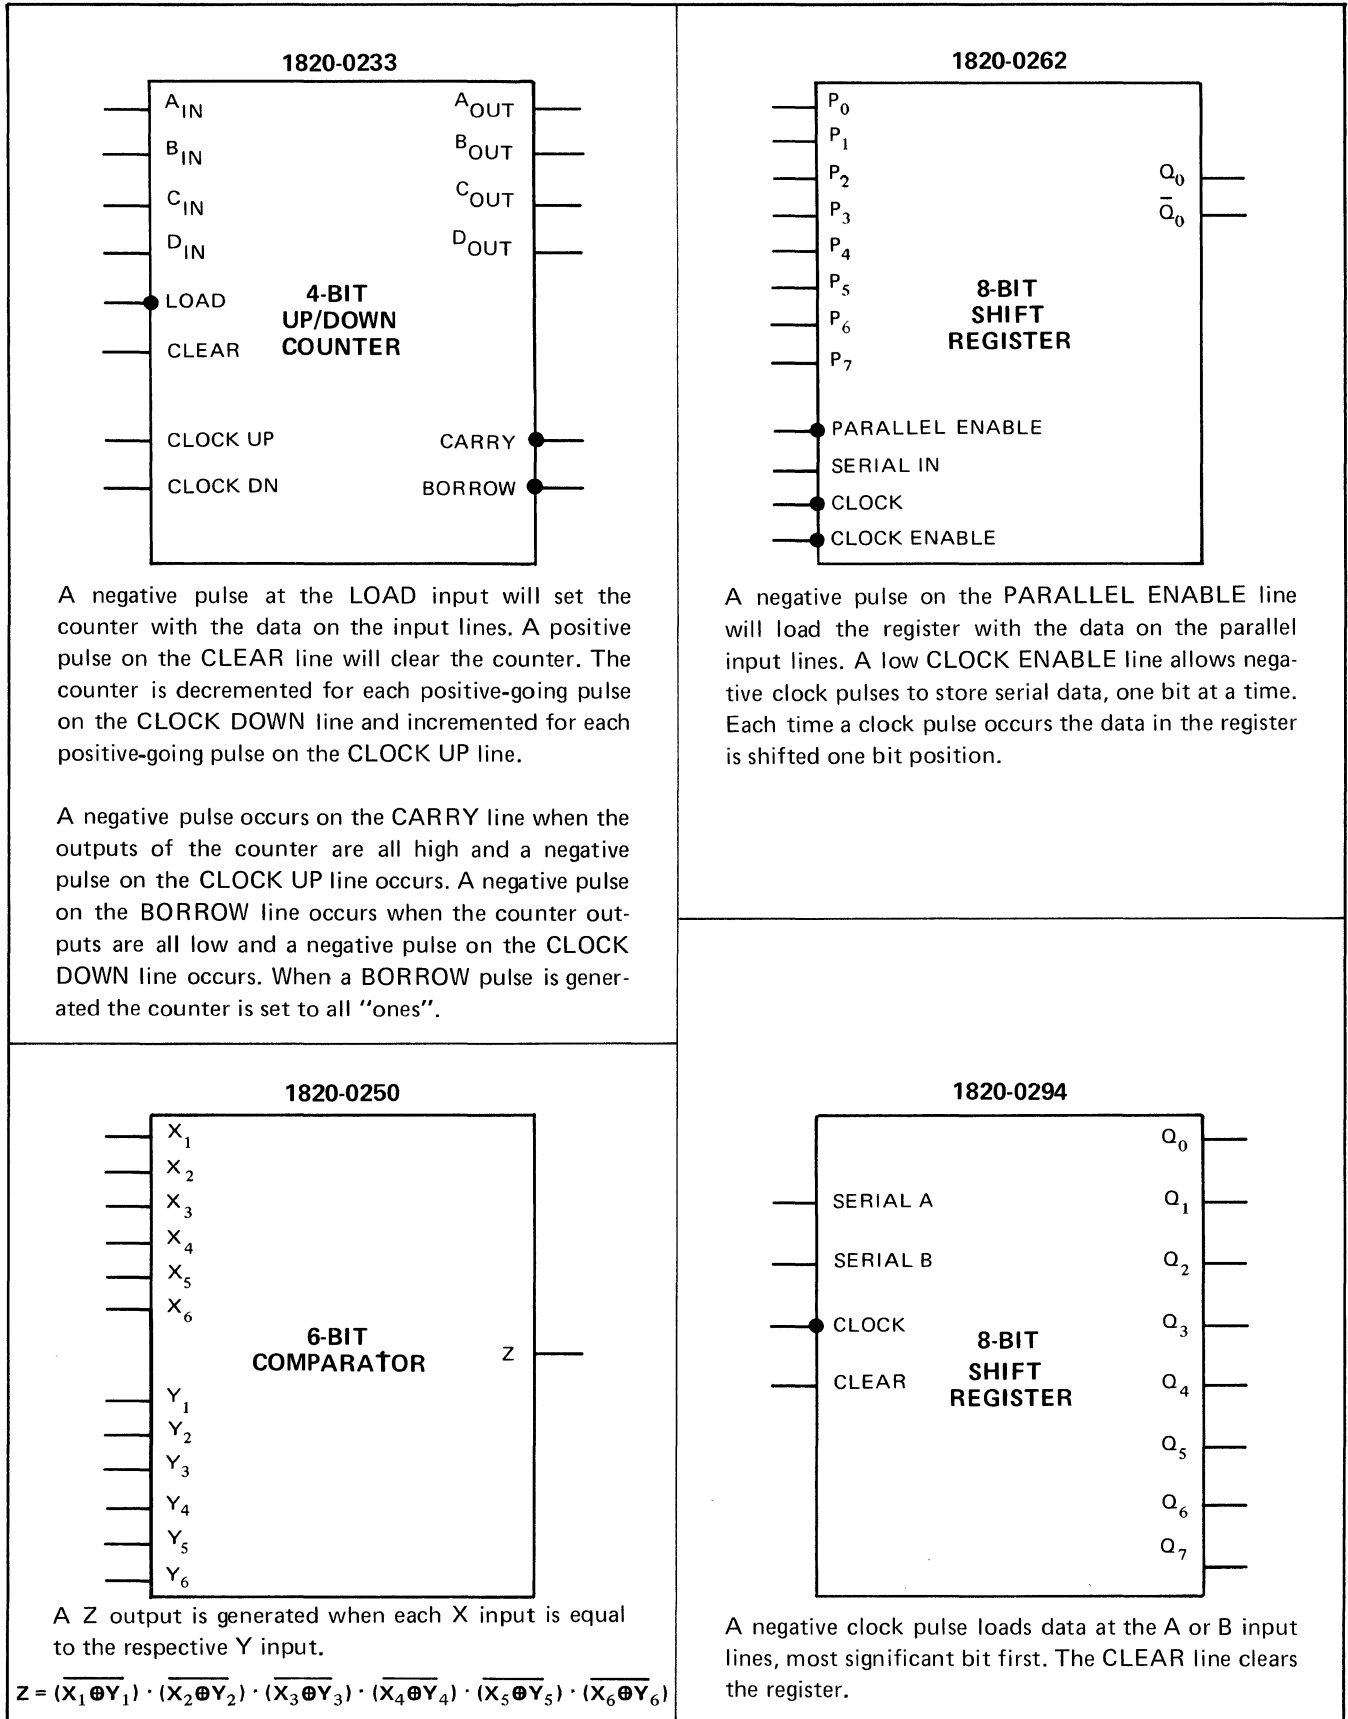 1820-0233
A_IN A_OUT
B_IN B_OUT
C_IN C_OUT
D_IN D_OUT
LOAD
4-BIT
UP/DOWN
COUNTER
CLEAR
CLOCK UP CARRY
CLOCK DN BORROW
A negative pulse at the LOAD input will set the
counter with the data on the input lines. A positive
pulse on the CLEAR line will clear the counter. The
counter is decremented for each positive-going pulse
on the CLOCK DOWN line and incremented for each
positive-going pulse on the CLOCK UP line.
A negative pulse occurs on the CARRY line when the
outputs of the counter are all high and a negative
pulse on the CLOCK UP line occurs. A negative pulse
on the BORROW line occurs when the counter out-
puts are all low and a negative pulse on the CLOCK
DOWN line occurs. When a BORROW pulse is gener-
ated the counter is set to all "ones".
1820-0262
P₀
P₁
P₂ Q₀
P₃ Q̅₀
P₄
P₅
P₆
P₇
8-BIT
SHIFT
REGISTER
PARALLEL ENABLE
SERIAL IN
CLOCK
CLOCK ENABLE
A negative pulse on the PARALLEL ENABLE line
will load the register with the data on the parallel
input lines. A low CLOCK ENABLE line allows nega-
tive clock pulses to store serial data, one bit at a time.
Each time a clock pulse occurs the data in the register
is shifted one bit position.
1820-0250
X₁
X₂
X₃
X₄
X₅
X₆
6-BIT
COMPARATOR
Z
Y₁
Y₂
Y₃
Y₄
Y₅
Y₆
A Z output is generated when each X input is equal
to the respective Y input.
Z = (\overline{X₁⊕Y₁}) · (\overline{X₂⊕Y₂}) · (\overline{X₃⊕Y₃}) · (\overline{X₄⊕Y₄}) · (\overline{X₅⊕Y₅}) · (\overline{X₆⊕Y₆})
1820-0294
Q₀
SERIAL A Q₁
SERIAL B Q₂
CLOCK Q₃
8-BIT
SHIFT
REGISTER
CLEAR Q₄
Q₅
Q₆
Q₇
A negative clock pulse loads data at the A or B input
lines, most significant bit first. The CLEAR line clears
the register.